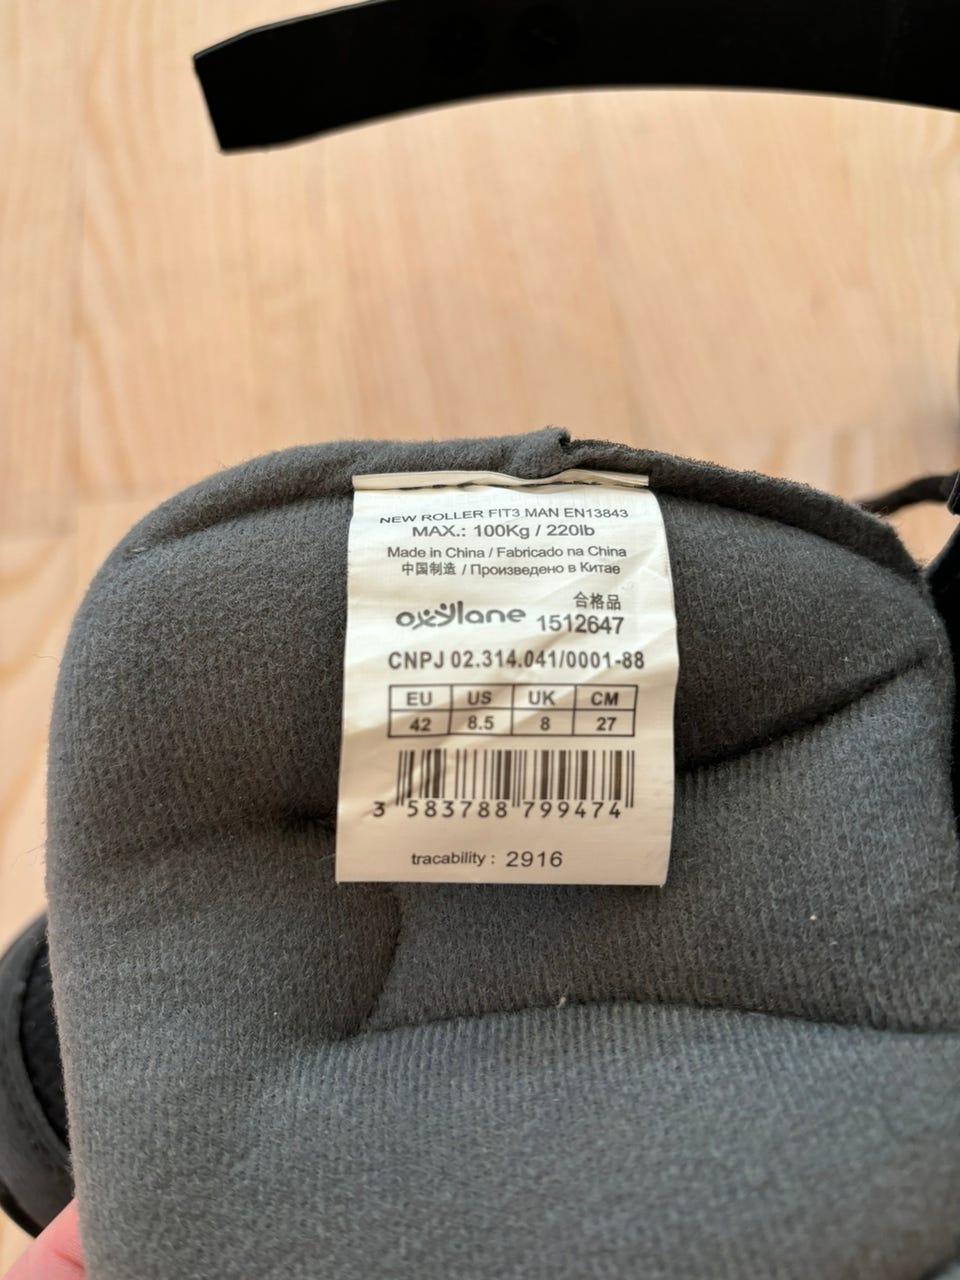 NEW ROLLER FIT3 MAN EN13843
MAX.: 100Kg / 220lb
Made in China / Fabricado na China
中国制造 / Произведено в Китае
合格品
oxylane 1512647
CNPJ 02.314.041/0001-88
EU US UK CM
42 8.5 8 27
3 583788 799474
tracability : 2916